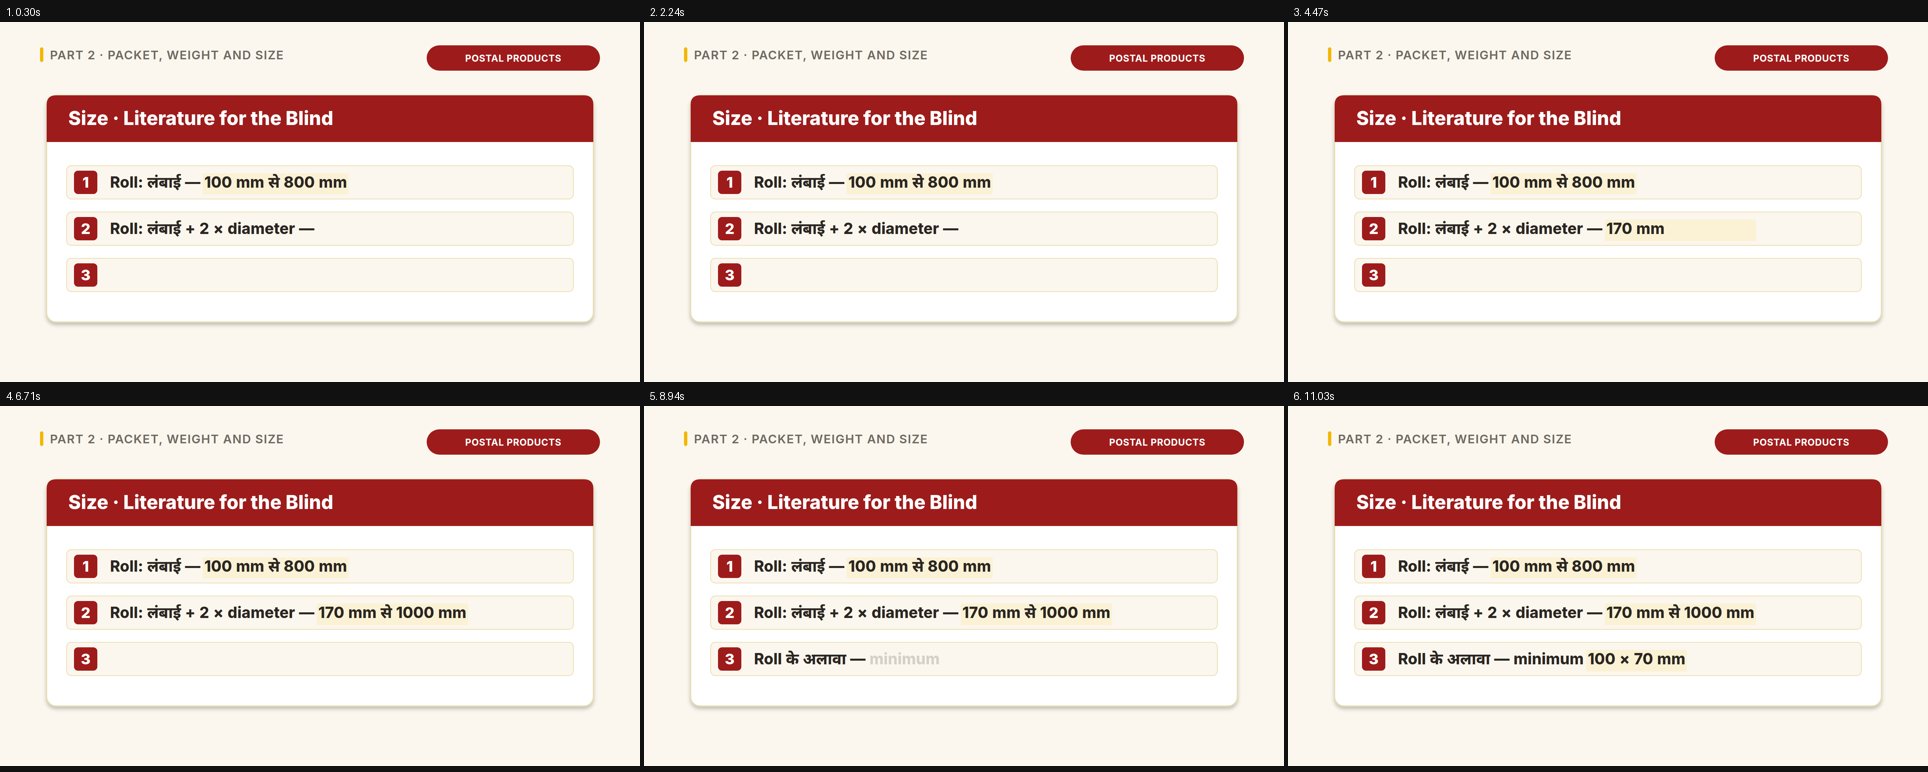 1. 0.30s
PART 2 · PACKET, WEIGHT AND SIZE
POSTAL PRODUCTS
Size · Literature for the Blind
1 Roll: लंबाई — 100 mm से 800 mm
2 Roll: लंबाई + 2 × diameter —
3
2. 2.24s
PART 2 · PACKET, WEIGHT AND SIZE
POSTAL PRODUCTS
Size · Literature for the Blind
1 Roll: लंबाई — 100 mm से 800 mm
2 Roll: लंबाई + 2 × diameter —
3
3. 4.47s
PART 2 · PACKET, WEIGHT AND SIZE
POSTAL PRODUCTS
Size · Literature for the Blind
1 Roll: लंबाई — 100 mm से 800 mm
2 Roll: लंबाई + 2 × diameter — 170 mm
3
4. 6.71s
PART 2 · PACKET, WEIGHT AND SIZE
POSTAL PRODUCTS
Size · Literature for the Blind
1 Roll: लंबाई — 100 mm से 800 mm
2 Roll: लंबाई + 2 × diameter — 170 mm से 1000 mm
3
5. 8.94s
PART 2 · PACKET, WEIGHT AND SIZE
POSTAL PRODUCTS
Size · Literature for the Blind
1 Roll: लंबाई — 100 mm से 800 mm
2 Roll: लंबाई + 2 × diameter — 170 mm से 1000 mm
3 Roll के अलावा — minimum
6. 11.03s
PART 2 · PACKET, WEIGHT AND SIZE
POSTAL PRODUCTS
Size · Literature for the Blind
1 Roll: लंबाई — 100 mm से 800 mm
2 Roll: लंबाई + 2 × diameter — 170 mm से 1000 mm
3 Roll के अलावा — minimum 100 × 70 mm